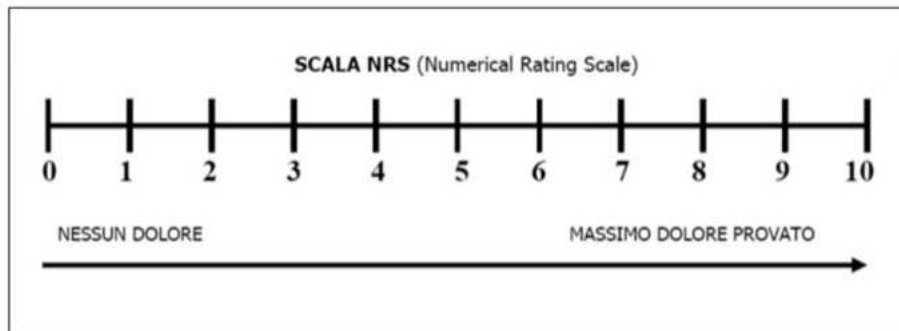 SCALA NRS (Numerical Rating Scale)
0 1 2 3 4 5 6 7 8 9 10
NESSUN DOLORE MASSIMO DOLORE PROVATO